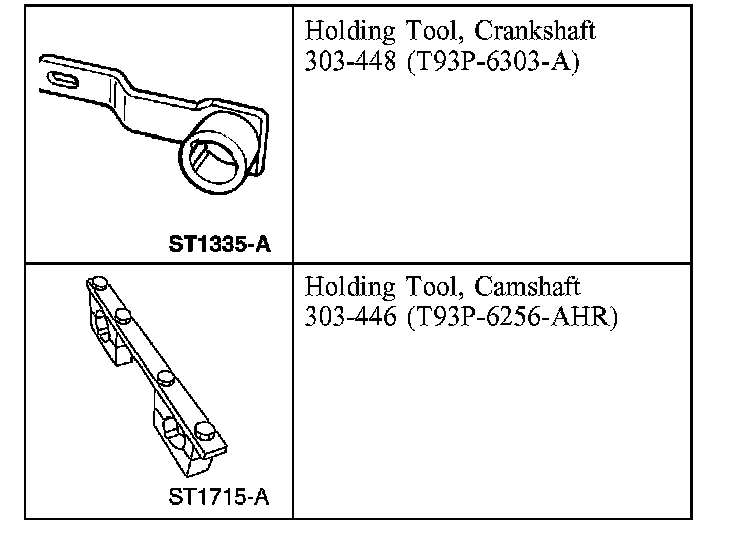 Holding Tool, Crankshaft
303-448 (T93P-6303-A)
ST1335-A
Holding Tool, Camshaft
303-446 (T93P-6256-AHR)
ST1715-A